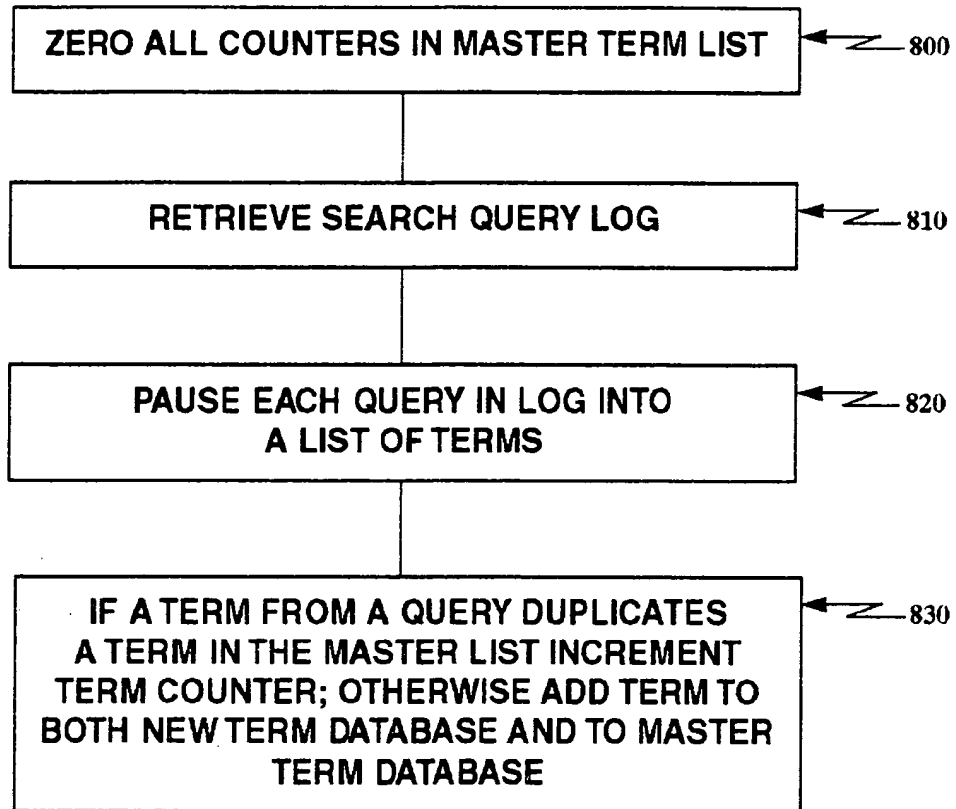 ZERO ALL COUNTERS IN MASTER TERM LIST
800
RETRIEVE SEARCH QUERY LOG
810
PAUSE EACH QUERY IN LOG INTO
A LIST OF TERMS
820
IF A TERM FROM A QUERY DUPLICATES
A TERM IN THE MASTER LIST INCREMENT
TERM COUNTER; OTHERWISE ADD TERM TO
BOTH NEW TERM DATABASE AND TO MASTER
TERM DATABASE
830